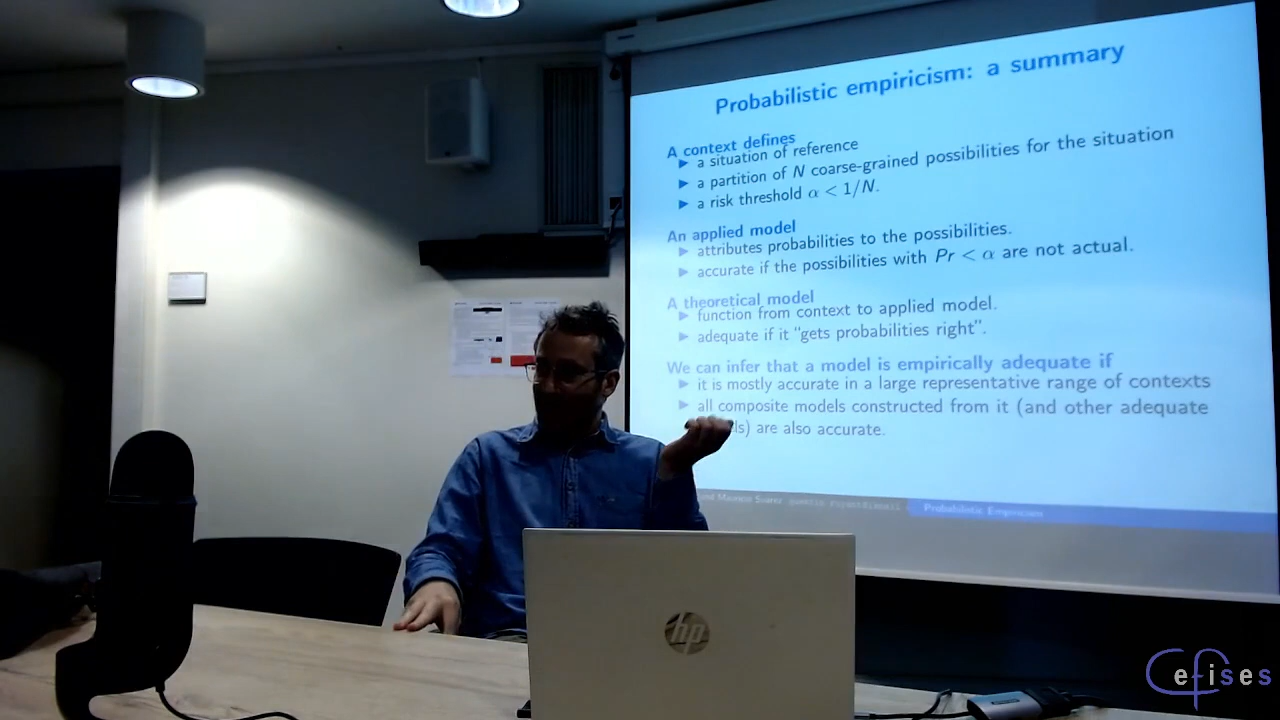 Probabilistic empiricism: a summary
A context defines
a situation of reference
a partition of N coarse-grained possibilities for the situation
a risk threshold α < 1/N.
An applied model
attributes probabilities to the possibilities.
accurate if the possibilities with Pr < α are not actual.
A theoretical model
function from context to applied model.
adequate if it "gets probabilities right".
We can infer that a model is empirically adequate if
it is mostly accurate in a large representative range of contexts
all composite models constructed from it (and other adequate
are also accurate.
Mauricio Suárez
Probabilistic Empiricism
hp
Cefises